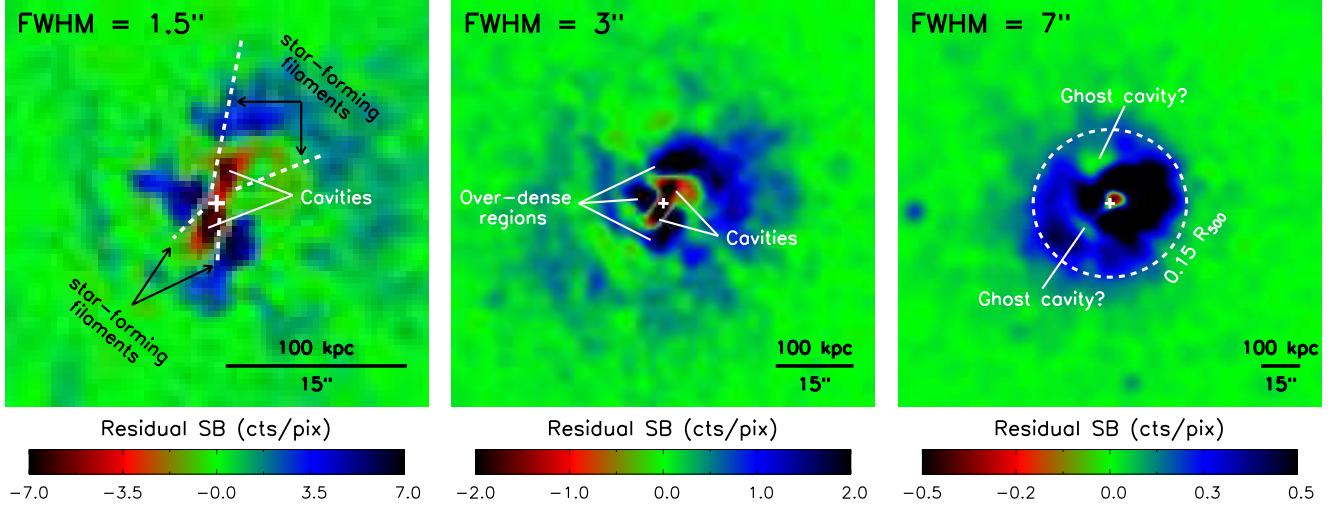 FWHM = 1.5"
star-forming
filaments
Cavities
star-forming
filaments
100 kpc
15"
Residual SB (cts/pix)
-7.0 -3.5 -0.0 3.5 7.0
FWHM = 3"
Over-dense
regions
Cavities
100 kpc
15"
Residual SB (cts/pix)
-2.0 -1.0 0.0 1.0 2.0
FWHM = 7"
Ghost cavity?
Ghost cavity?
0.15 R500
100 kpc
15"
Residual SB (cts/pix)
-0.5 -0.2 0.0 0.3 0.5